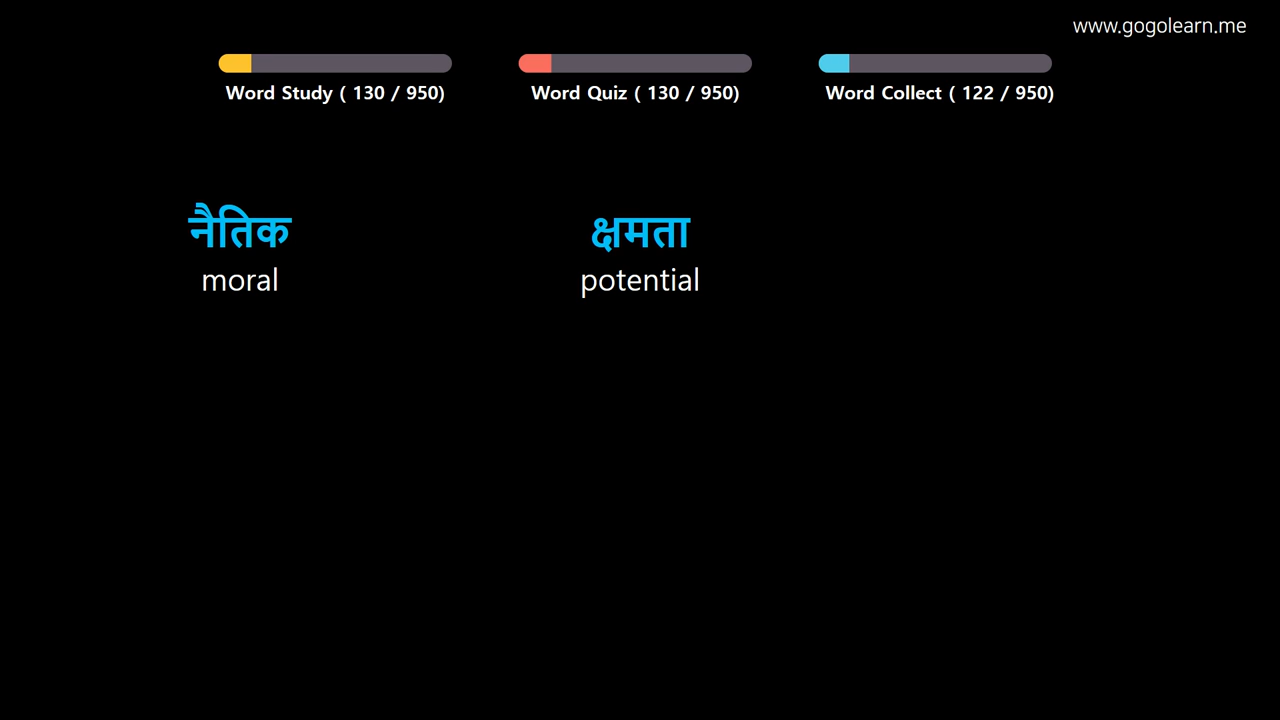 www.gogolearn.me
Word Study ( 130 / 950)
Word Quiz ( 130 / 950)
Word Collect ( 122 / 950)
नैतिक
moral
क्षमता
potential